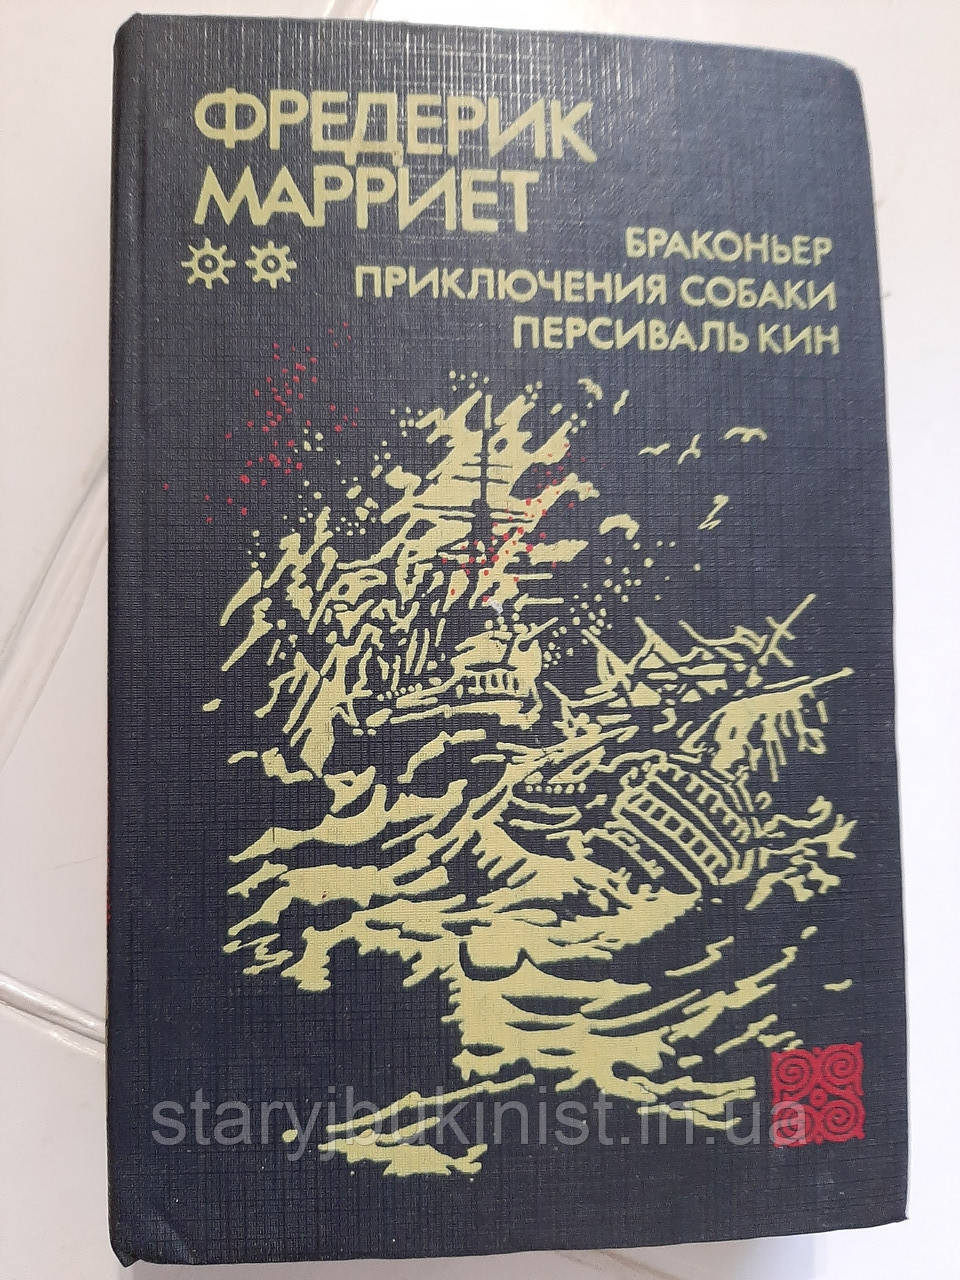 ФРЕДЕРИК
МАРРИЕТ
БРАКОНЬЕР
ПРИКЛЮЧЕНИЯ СОБАКИ
ПЕРСИВАЛЬ КИН
staryjbukinist.in.ua